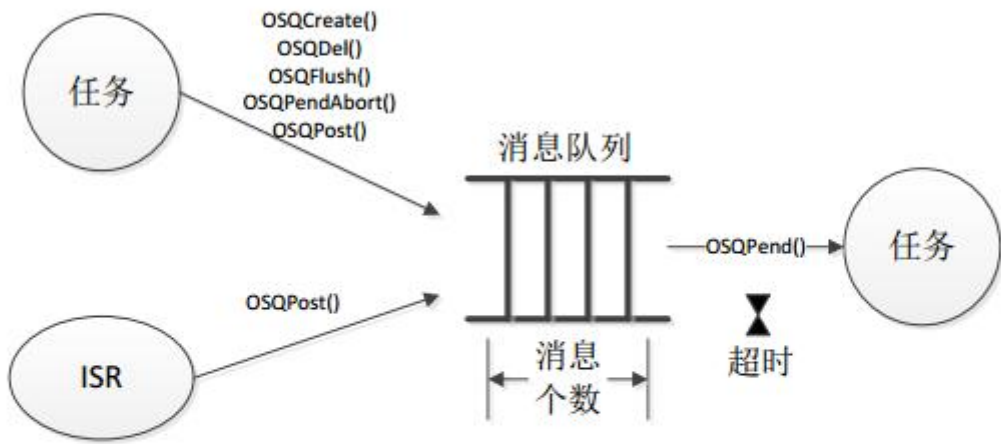 OSQCreate()
OSQDel()
OSQFlush()
OSQPendAbort()
OSQPost()
任务
消息队列
OSQPend()
任务
OSQPost()
ISR
消息
个数
超时